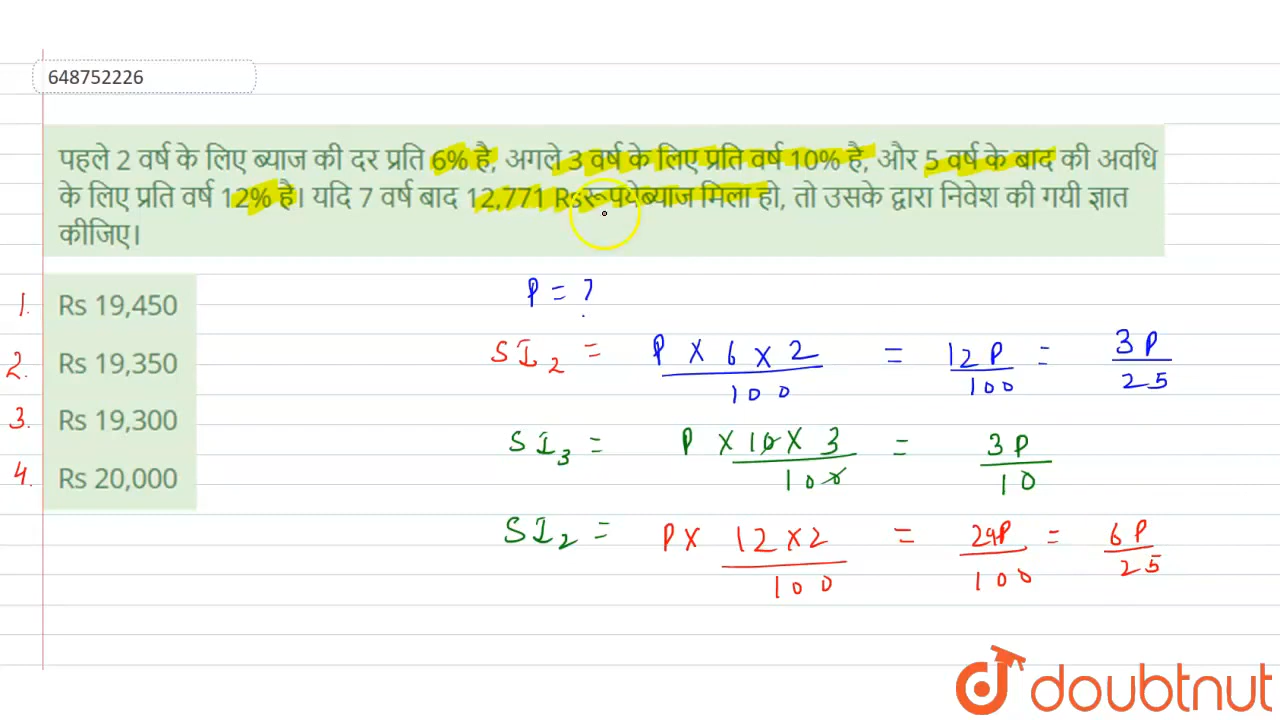 648752226
पहले 2 वर्ष के लिए ब्याज की दर प्रति 6% है, अगले 3 वर्ष के लिए प्रति वर्ष 10% है, और 5 वर्ष के बाद की अवधि
के लिए प्रति वर्ष 12% है। यदि 7 वर्ष बाद 12,771 Rsरूपयेब्याज मिला हो, तो उसके द्वारा निवेश की गयी ज्ञात
कीजिए।
1. Rs 19,450
2. Rs 19,350
3. Rs 19,300
4. Rs 20,000
P = ?
SI2 = P x 6 x 2 / 100 = 12P / 100 = 3P / 25
SI3 = P x 10 x 3 / 100 = 3P / 10
SI2 = P x 12 x 2 / 100 = 24P / 100 = 6P / 25
doubtnut